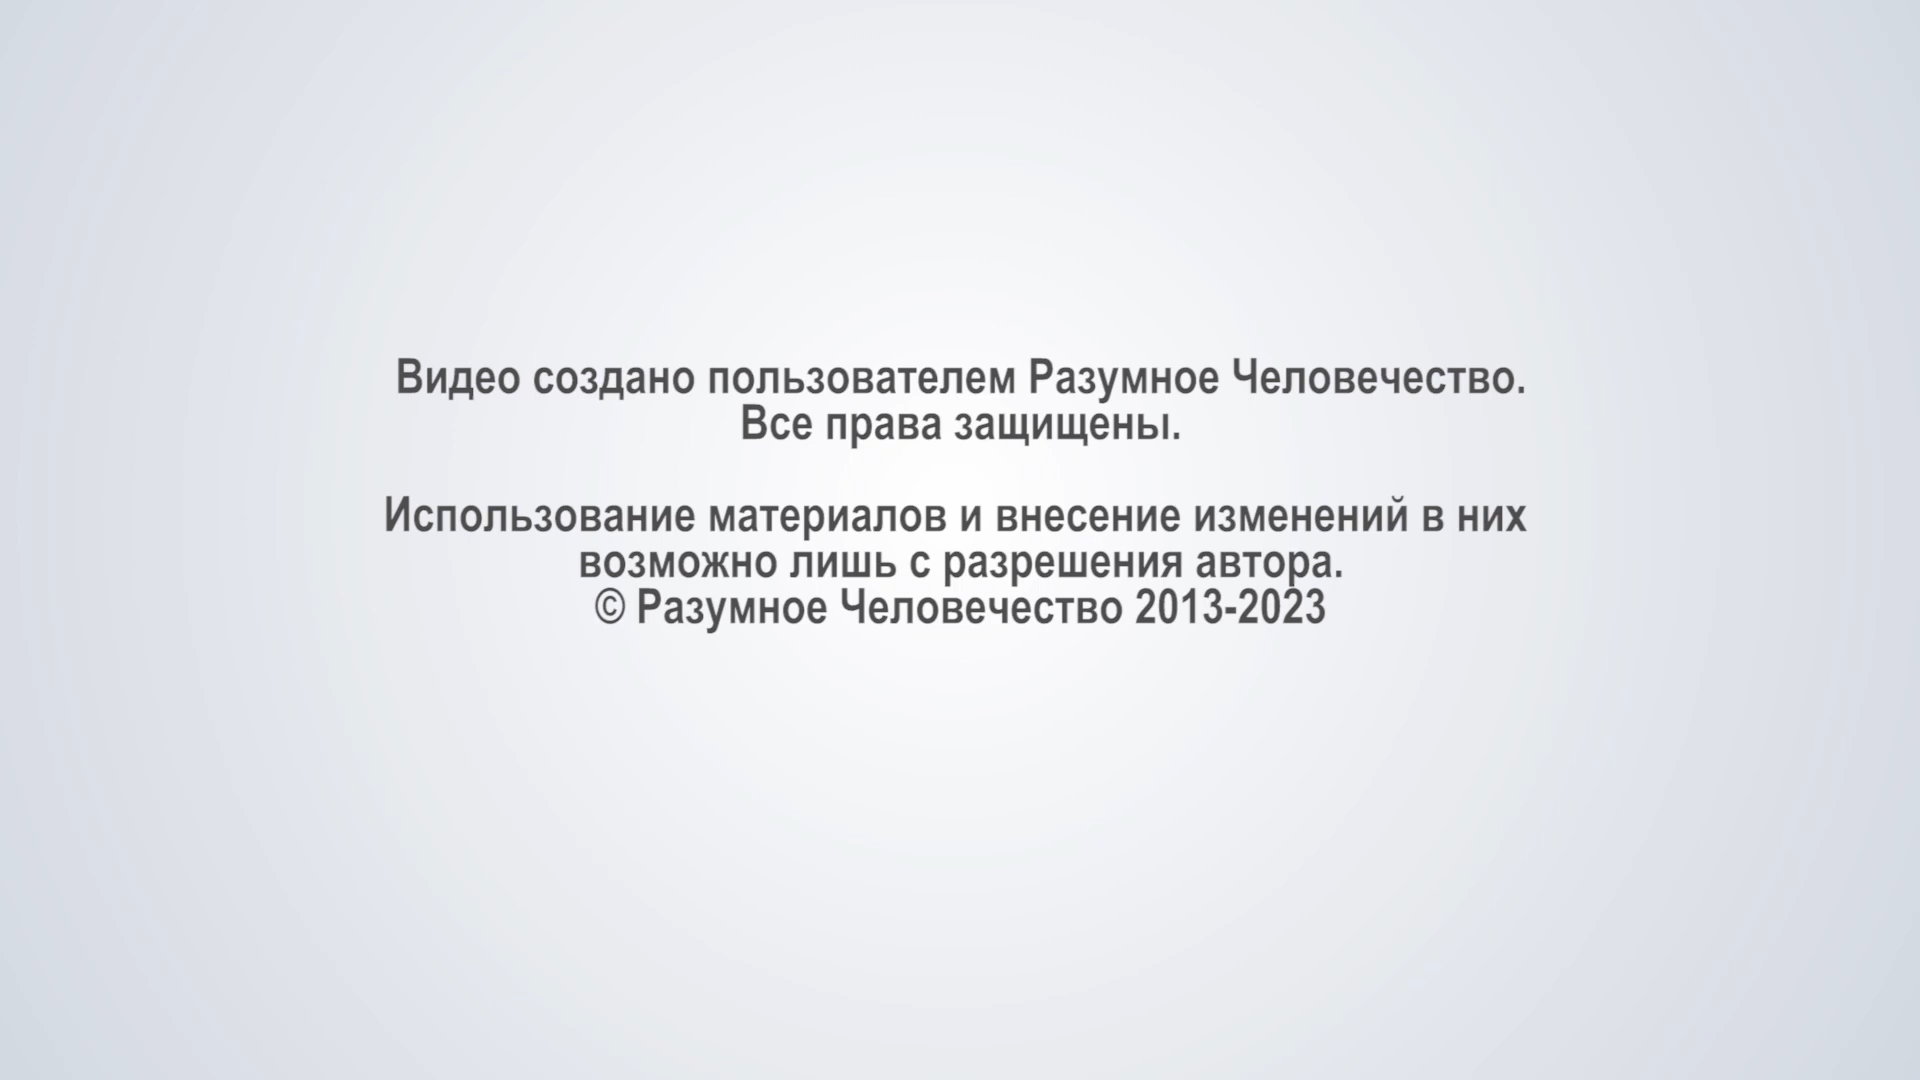 Видео создано пользователем Разумное Человечество.
Все права защищены.
Использование материалов и внесение изменений в них
возможно лишь с разрешения автора.
© Разумное Человечество 2013-2023